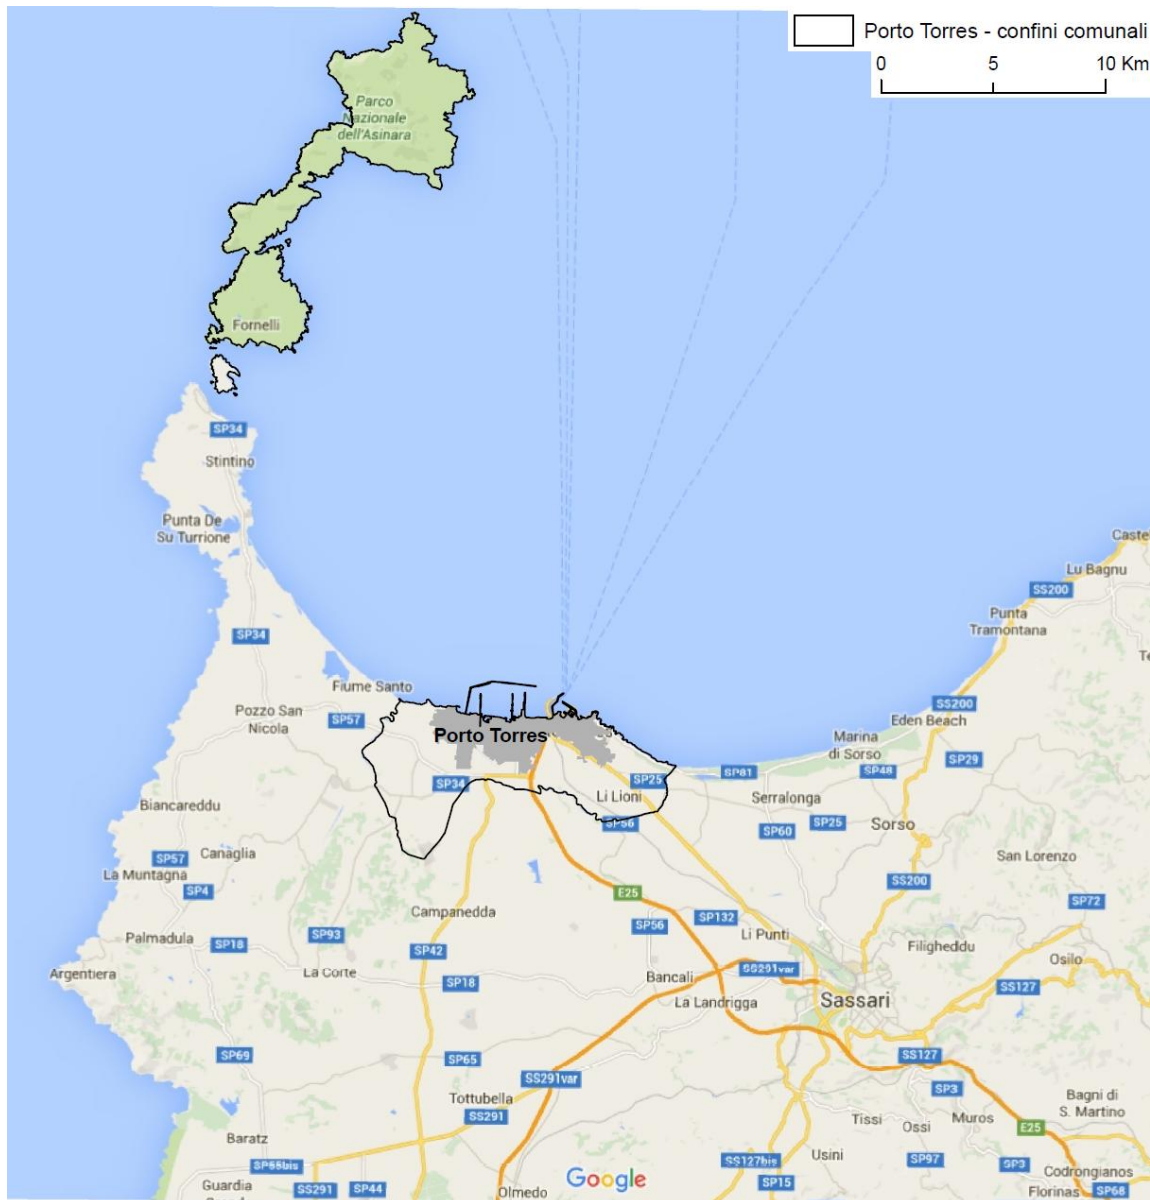 Porto Torres - confini comunali
0 5 10 Km
Parco
Nazionale
dell'Asinara
Fornelli
SP34
Stintino
Punta De
Su Turrione
Lu Bagnu
SS200
Punta
Tramontana
SP34
Fiume Santo
Pozzo San
Nicola
SP57
SS200
Eden Beach
Marina
di Sorso
Porto Torres
SP34
SP25
SP81
SP48
SP29
Li Lioni
Serralonga
Biancareddu
SP56
SP60
SP25
Sorso
Canaglia
SP57
La Muntagna
SP4
San Lorenzo
SS200
E25
SP72
Campanedda
SP132
SP56
Palmadula
SP18
SP93
SP42
Li Punti
Filigheddu
Osilo
Argentiera
La Corte
SP18
Bancali
SS291var
SS127
La Landrigga
Sassari
SP69
SP65
SS127
SS291var
SP3
Tottubella
SS291
Bagni di
S. Martino
Tissi
Ossi
Muros
E25
Baratz
SP55bis
Usini
SS127bis
SP97
SP3
Codrongianos
Guardia
SS291
SP44
Olmedo
Google
SP15
Florinas
SP68